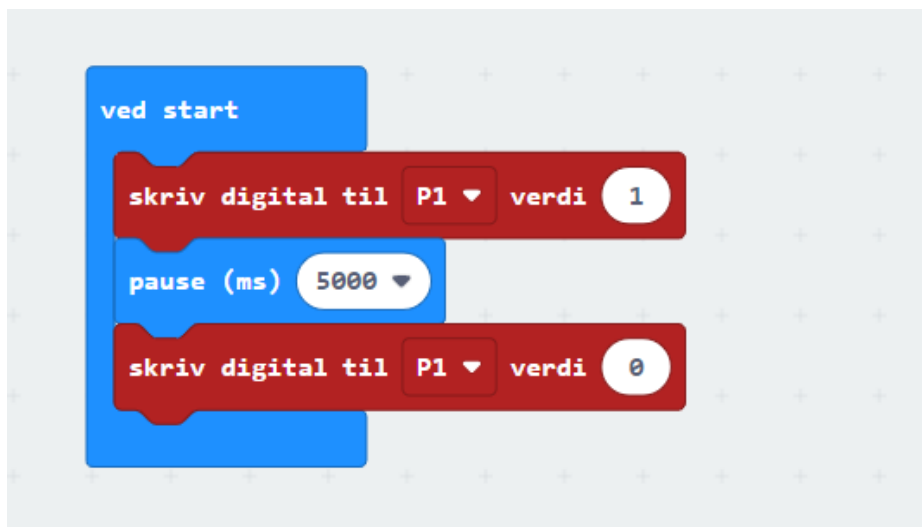 ved start
skriv digital til P1 verdi 1
pause (ms) 5000
skriv digital til P1 verdi 0